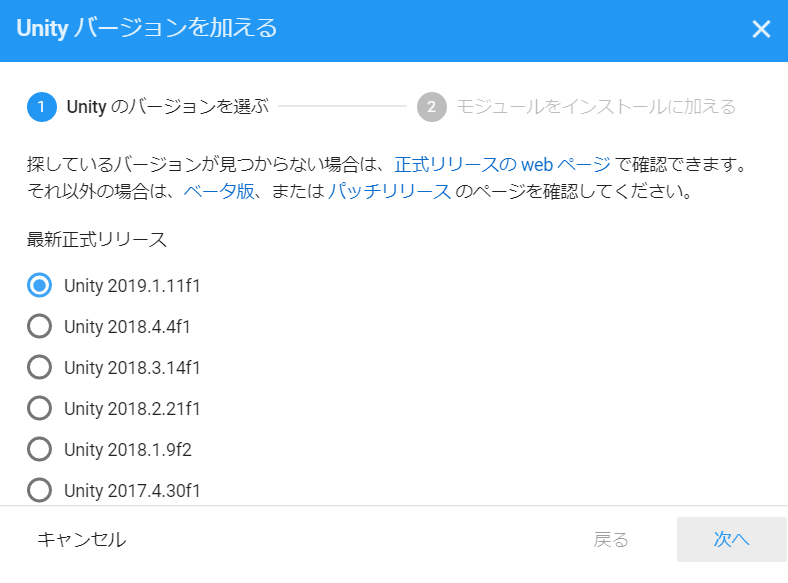 Unity バージョンを加える
1 Unity のバージョンを選ぶ 2 モジュールをインストールに加える
探しているバージョンが見つからない場合は、正式リリースの web ページ で確認できます。
それ以外の場合は、ベータ版、または パッチリリース のページを確認してください。
最新正式リリース
Unity 2019.1.11f1
Unity 2018.4.4f1
Unity 2018.3.14f1
Unity 2018.2.21f1
Unity 2018.1.9f2
Unity 2017.4.30f1
キャンセル 戻る 次へ